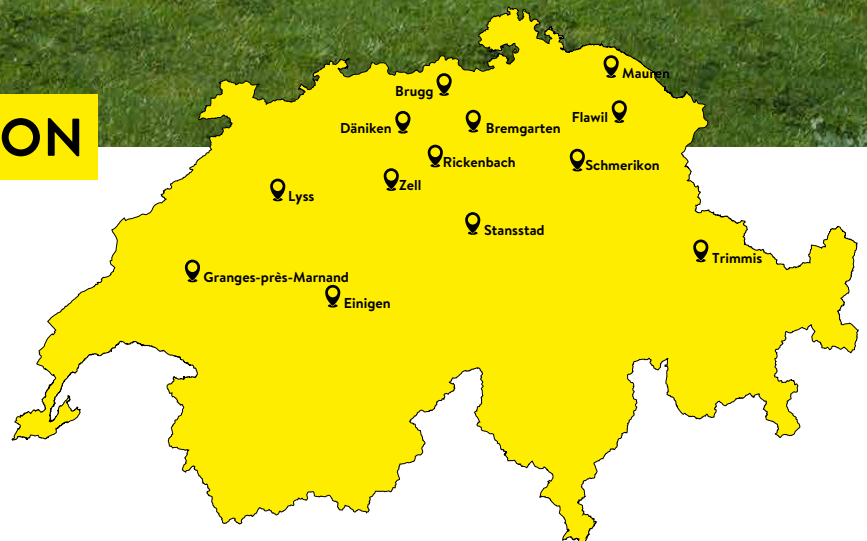 ON
Mauren
Brugg
Flawil
Däniken
Bremgarten
Rickenbach
Schmerikon
Zell
Lyss
Stansstad
Trimmis
Granges-près-Marnand
Einigen